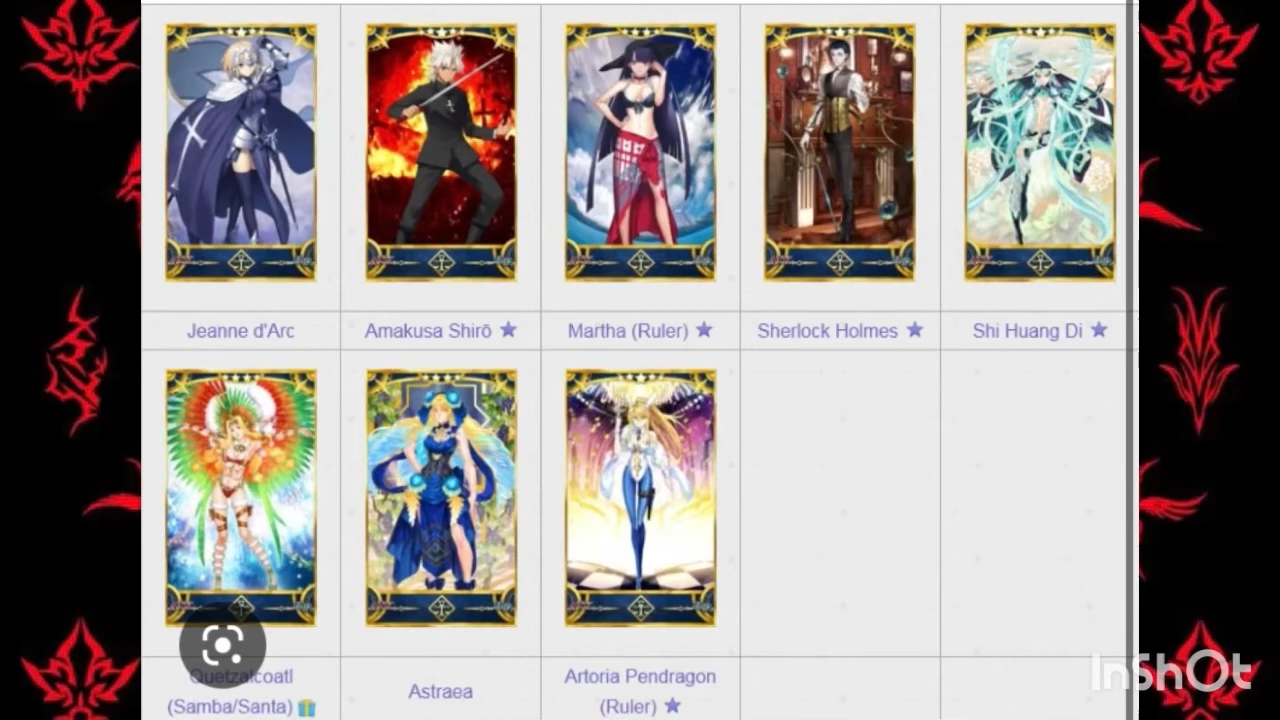 Jeanne d'Arc
Amakusa Shirō ★
Martha (Ruler) ★
Sherlock Holmes ★
Shi Huang Di ★
Quetzalcoatl
(Samba/Santa)
Astraea
Artoria Pendragon
(Ruler) ★
InShOt